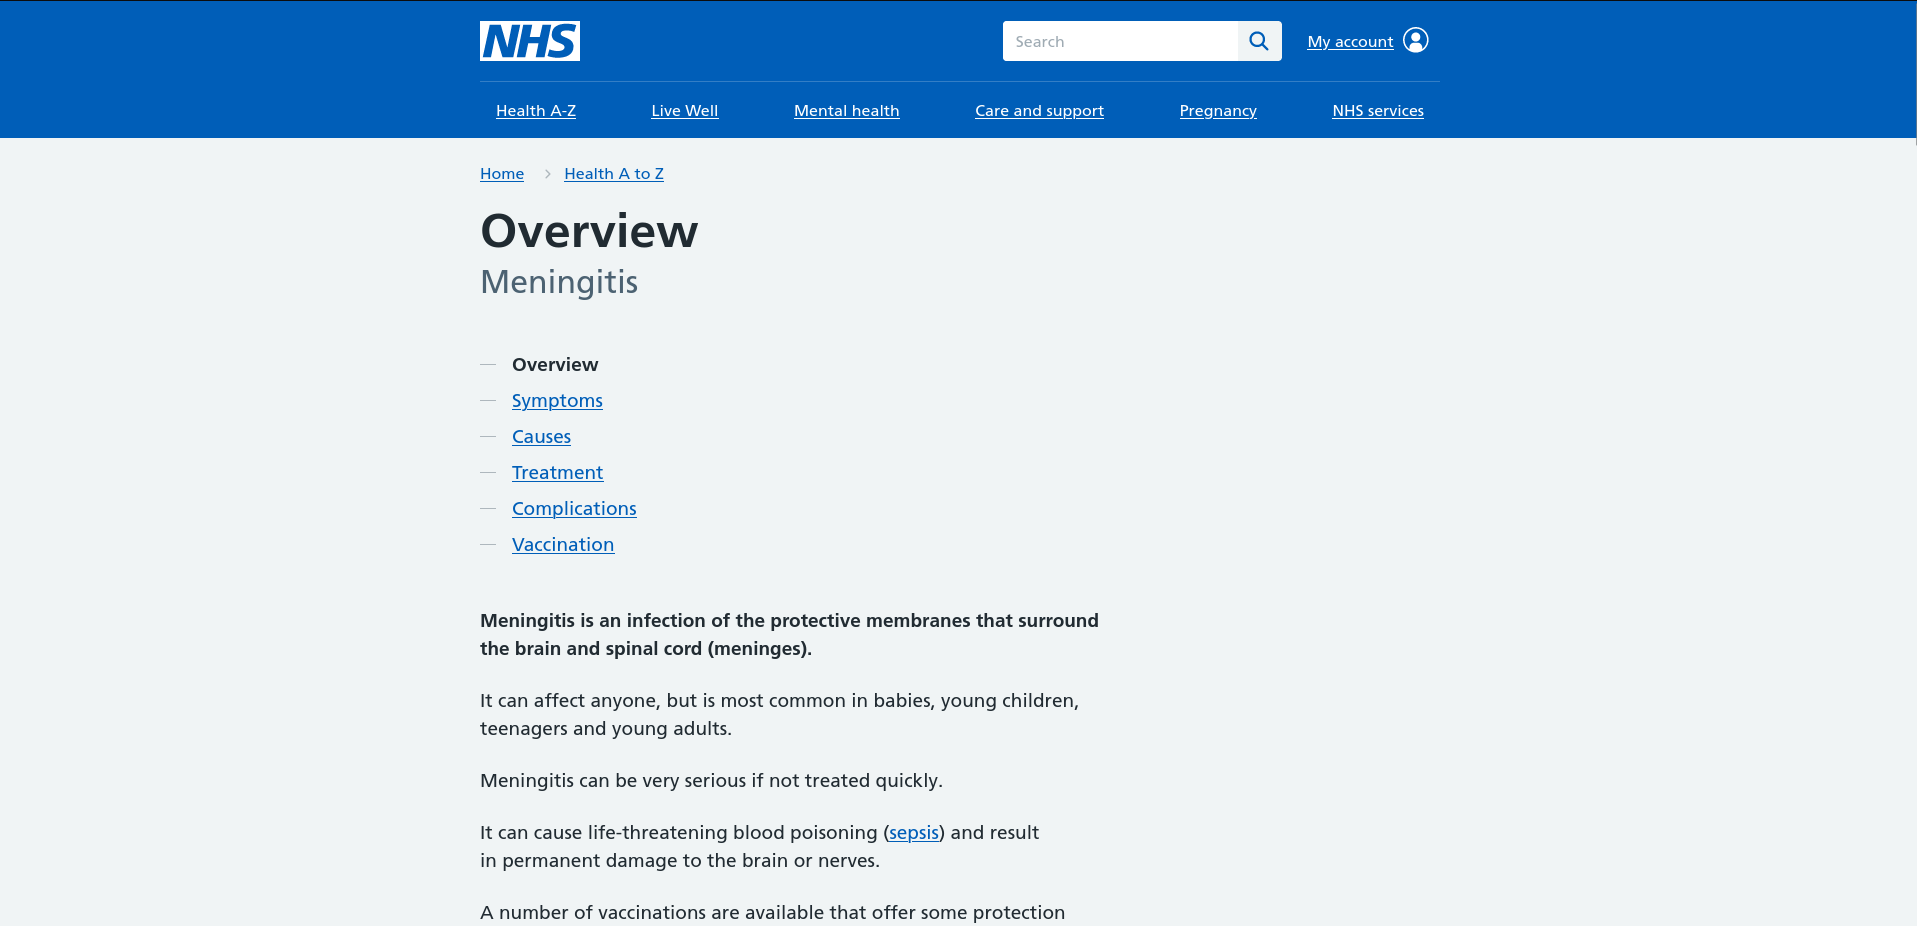 NHS
Search
My account
Health A-Z
Live Well
Mental health
Care and support
Pregnancy
NHS services
Home
Health A to Z
Overview
Meningitis
Overview
Symptoms
Causes
Treatment
Complications
Vaccination
Meningitis is an infection of the protective membranes that surround
the brain and spinal cord (meninges).
It can affect anyone, but is most common in babies, young children,
teenagers and young adults.
Meningitis can be very serious if not treated quickly.
It can cause life-threatening blood poisoning (sepsis) and result
in permanent damage to the brain or nerves.
A number of vaccinations are available that offer some protection